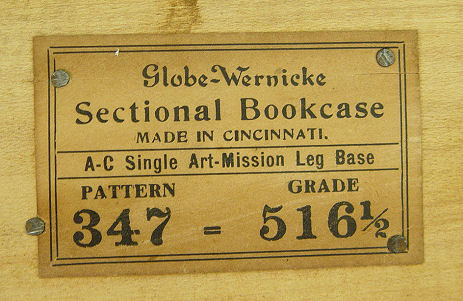 Globe-Wernicke
Sectional Bookcase
MADE IN CINCINNATI.
A-C Single Art-Mission Leg Base
PATTERN GRADE
347 = 516½